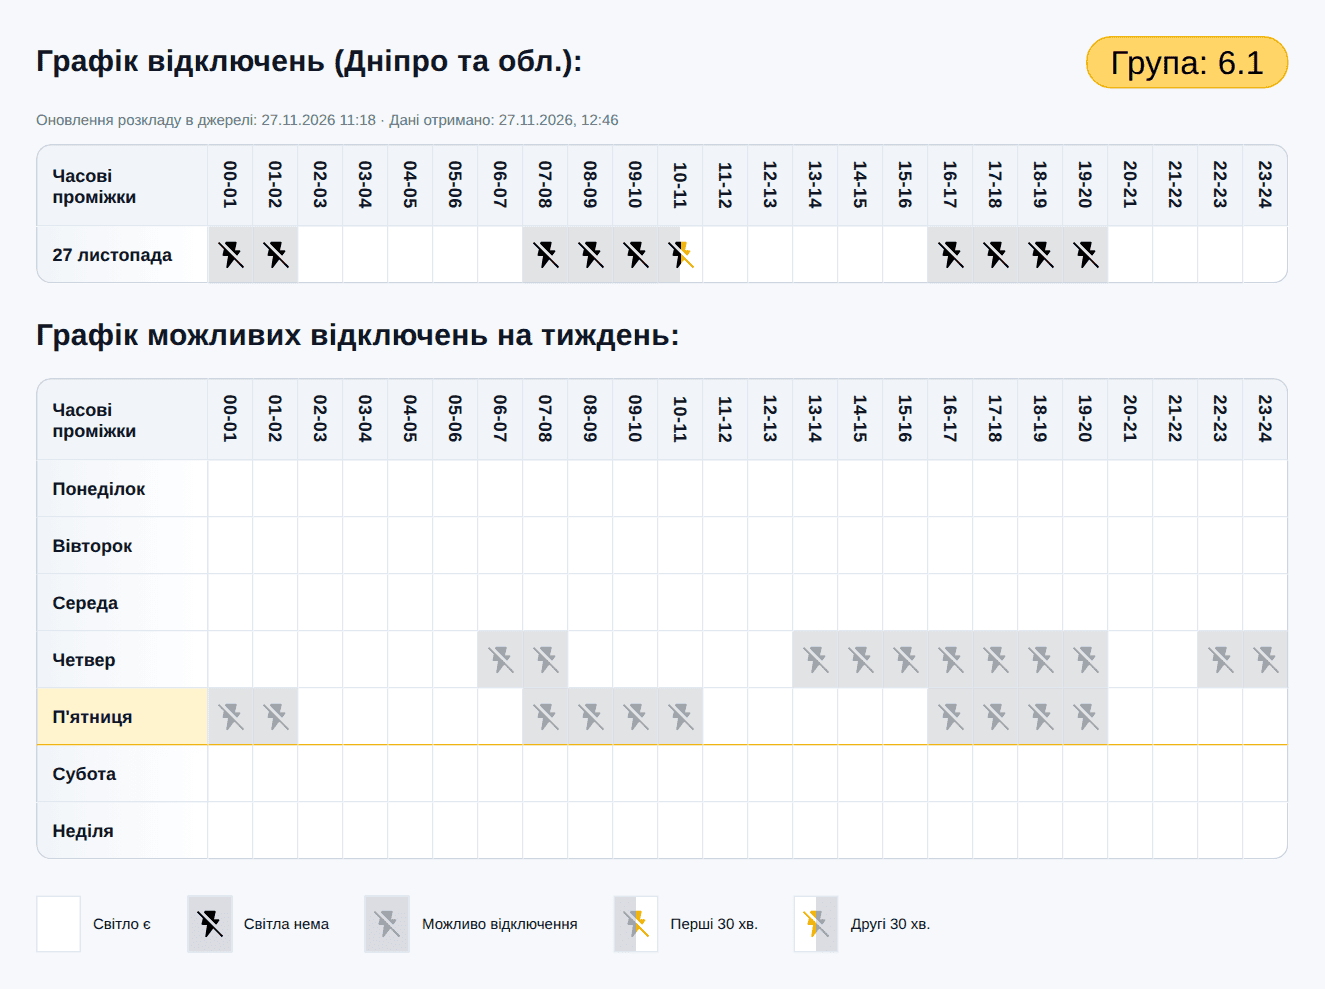 Графік відключень (Дніпро та обл.):
Група: 6.1
Оновлення розкладу в джерелі: 27.11.2026 11:18 · Дані отримано: 27.11.2026, 12:46
Часові
проміжки
00-01 01-02 02-03 03-04 04-05 05-06 06-07 07-08 08-09 09-10 10-11 11-12 12-13 13-14 14-15 15-16 16-17 17-18 18-19 19-20 20-21 21-22 22-23 23-24
27 листопада
Графік можливих відключень на тиждень:
Часові
проміжки
00-01 01-02 02-03 03-04 04-05 05-06 06-07 07-08 08-09 09-10 10-11 11-12 12-13 13-14 14-15 15-16 16-17 17-18 18-19 19-20 20-21 21-22 22-23 23-24
Понеділок
Вівторок
Середа
Четвер
П'ятниця
Субота
Неділя
Світло є
Світла нема
Можливо відключення
Перші 30 хв.
Другі 30 хв.